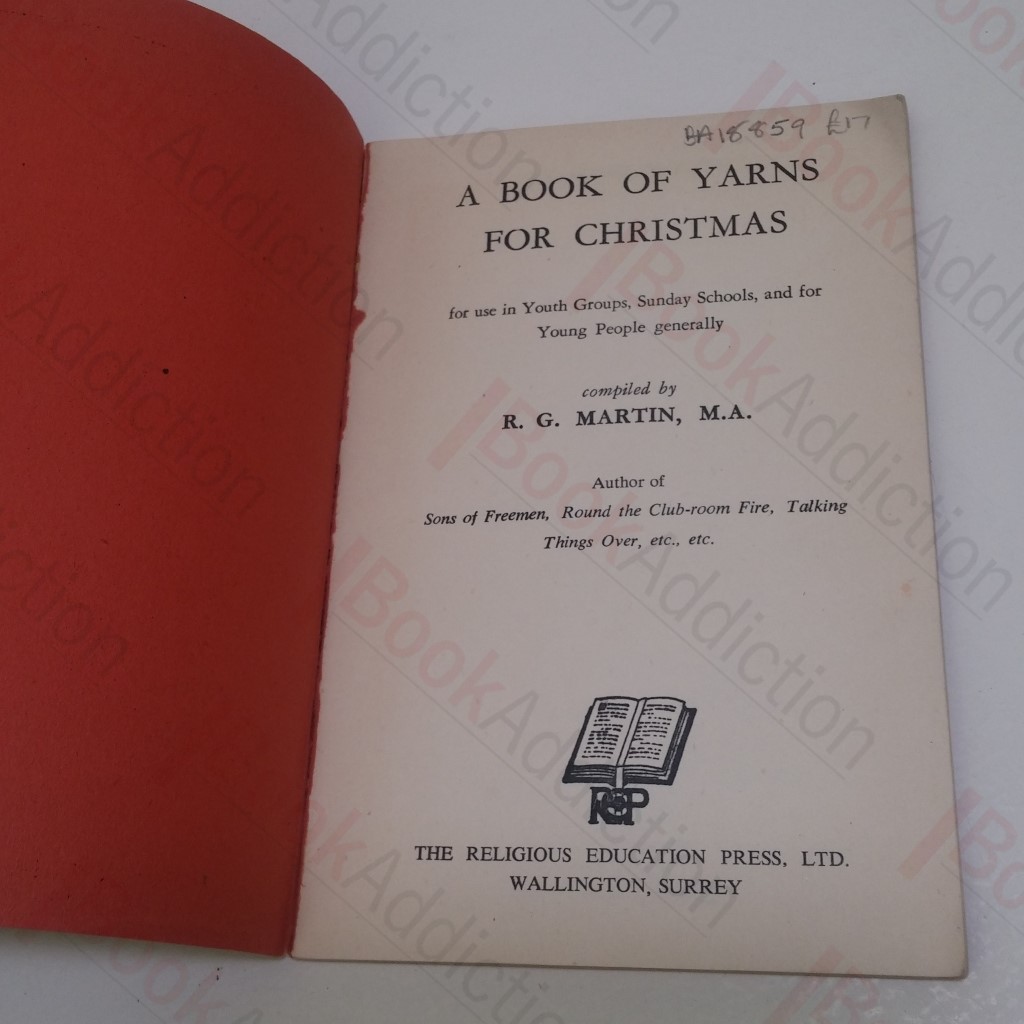 BA18859 £17
A BOOK OF YARNS
FOR CHRISTMAS
for use in Youth Groups, Sunday Schools, and for
Young People generally
compiled by
R. G. MARTIN, M.A.
Author of
Sons of Freemen, Round the Club-room Fire, Talking
Things Over, etc., etc.
REP
THE RELIGIOUS EDUCATION PRESS, LTD.
WALLINGTON, SURREY
BookAddiction